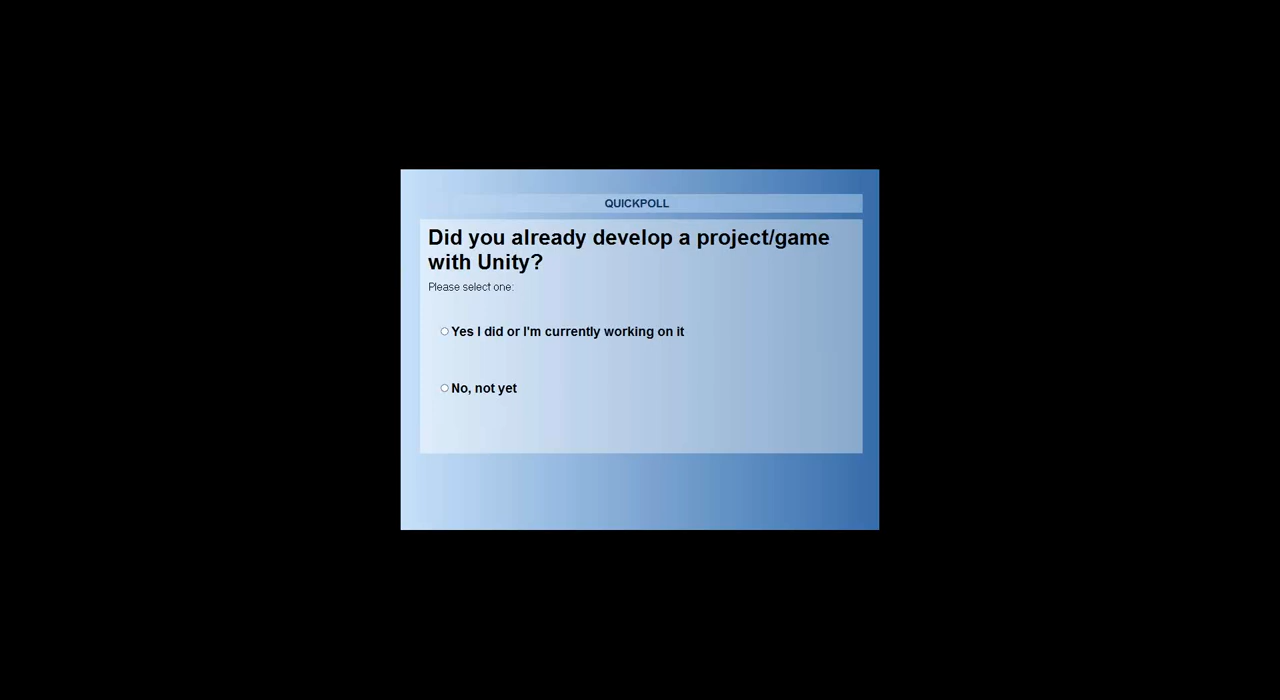 QUICKPOLL
Did you already develop a project/game
with Unity?
Please select one:
Yes I did or I'm currently working on it
No, not yet